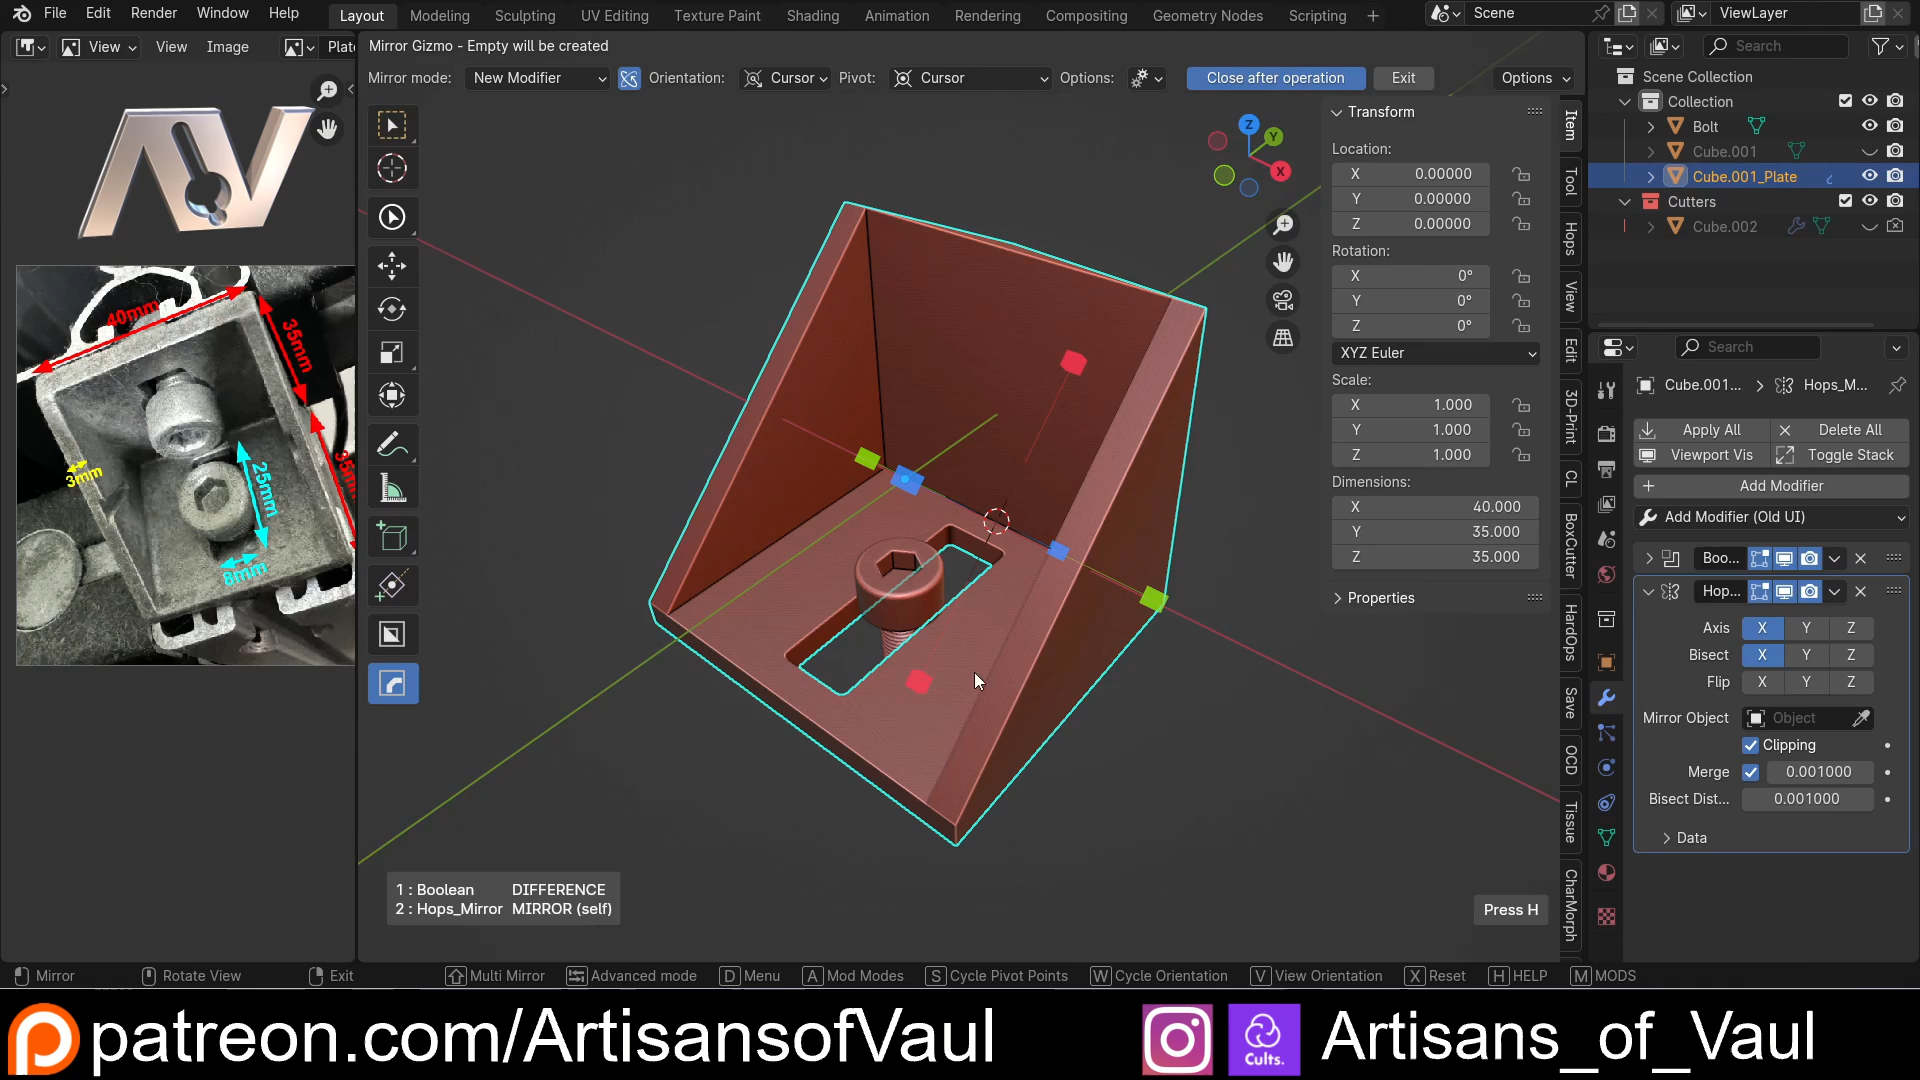 File Edit Render Window Help Layout Modeling Sculpting UV Editing Texture Paint Shading Animation Rendering Compositing Geometry Nodes Scripting + Scene ViewLayer
View View Image Plat
Mirror Gizmo - Empty will be created
Mirror mode: New Modifier Orientation: Cursor Pivot: Cursor Options: Close after operation Exit Options
Search
Scene Collection
Collection
Bolt
Cube.001
Cube.001_Plate
Cutters
Cube.002
Z
Y
X
Transform
Location:
X 0.00000
Y 0.00000
Z 0.00000
Rotation:
X 0°
Y 0°
Z 0°
XYZ Euler
Scale:
X 1.000
Y 1.000
Z 1.000
Dimensions:
X 40.000
Y 35.000
Z 35.000
Properties
Item
Tool
Hops
View
Edit
3D-Print
CL
BoxCutter
HardOps
Save
OCD
Tissue
CharMorph
40mm
35mm
35mm
3mm
25mm
8mm
Search
Cube.001... Hops_M...
Apply All Delete All
Viewport Vis Toggle Stack
Add Modifier
Add Modifier (Old UI)
Boo...
Hop...
Axis X Y Z
Bisect X Y Z
Flip X Y Z
Mirror Object Object
Clipping
Merge 0.001000
Bisect Dist... 0.001000
Data
1 : Boolean DIFFERENCE
2 : Hops_Mirror MIRROR (self)
Press H
Mirror Rotate View Exit Multi Mirror Advanced mode D Menu A Mod Modes S Cycle Pivot Points W Cycle Orientation V View Orientation X Reset H HELP M MODS
patreon.com/ArtisansofVaul Cults. Artisans_of_Vaul